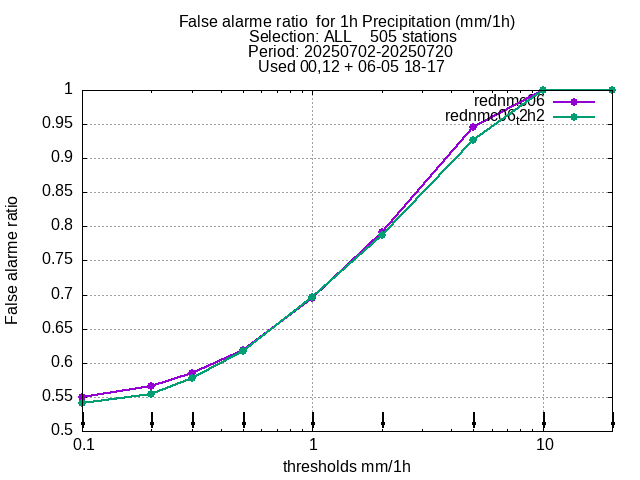 False alarme ratio  for 1h Precipitation (mm/1h)
Selection: ALL    505 stations
Period: 20250702-20250720
Used 00,12 + 06-05 18-17
rednmc06
rednmc06,2h2
1
0.95
0.9
0.85
0.8
0.75
0.7
0.65
0.6
0.55
0.5
False alarme ratio
0.1
1
10
thresholds mm/1h